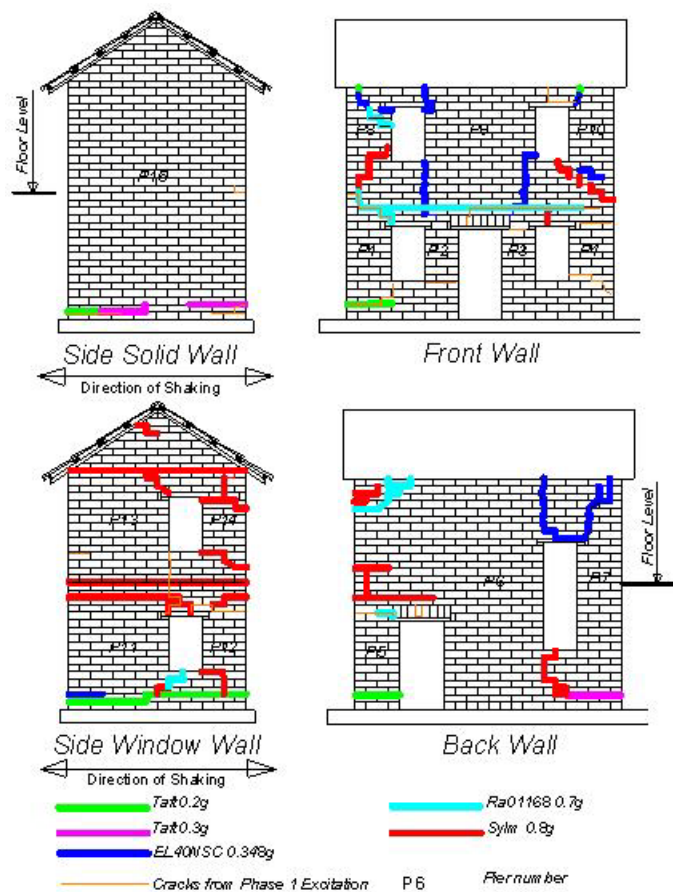 Floor Level
P8 P9 P10
P1 P2 P3 P4
Side Solid Wall
Front Wall
Direction of Shaking
P13 P14
P11 P12
Floor Level
P6 P7
P5
Side Window Wall
Back Wall
Direction of Shaking
Taft 0.2g
Ra01168 0.7g
Taft 0.3g
Sylm 0.8g
EL40NSC 0.348g
Cracks from Phase 1 Excitation
P6 Pier number